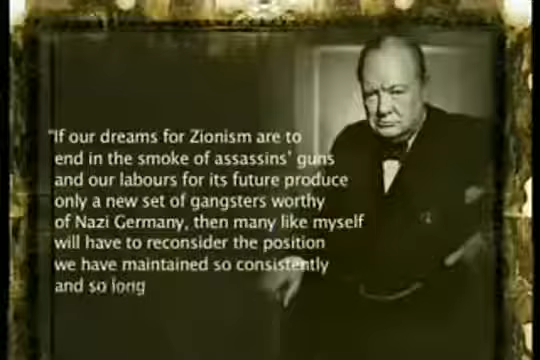 "If our dreams for Zionism are to
end in the smoke of assassins' guns
and our labours for its future produce
only a new set of gangsters worthy
of Nazi Germany, then many like myself
will have to reconsider the position
we have maintained so consistently
and so long